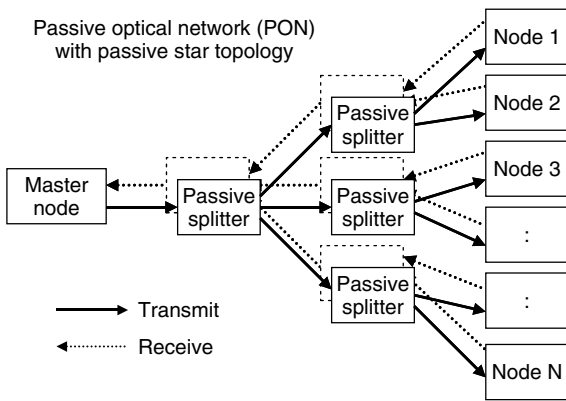 Passive optical network (PON)
with passive star topology
Node 1
Node 2
Passive
splitter
Node 3
Master
node
Passive
splitter
Passive
splitter
:
Passive
splitter
:
Transmit
Receive
Node N